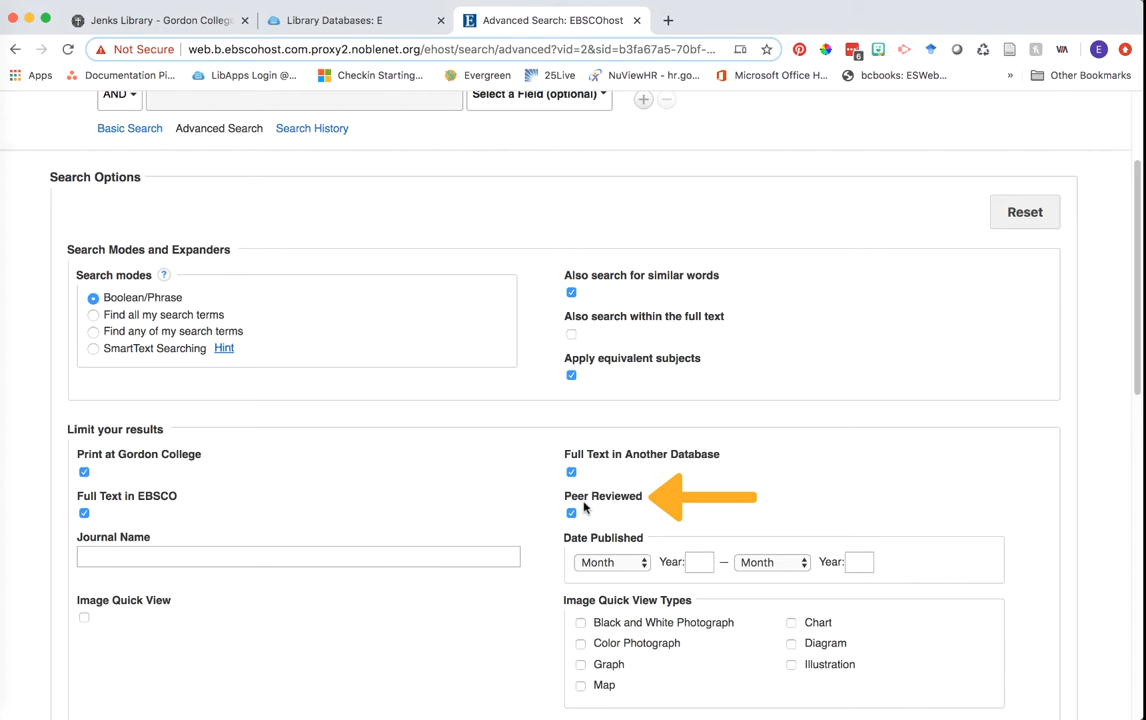 Jenks Library - Gordon College
Library Databases: E
Advanced Search: EBSCOhost
Not Secure
web.b.ebscohost.com.proxy2.noblenet.org/ehost/search/advanced?vid=2&sid=b3fa67a5-70bf-...
6
E
Apps
Documentation Pi...
LibApps Login @...
Checkin Starting...
Evergreen
25Live
NuViewHR - hr.go...
Microsoft Office H...
bcbooks: ESWeb...
»
Other Bookmarks
AND
Select a Field (optional)
Basic Search
Advanced Search
Search History
Search Options
Reset
Search Modes and Expanders
Search modes ?
Boolean/Phrase
Find all my search terms
Find any of my search terms
SmartText Searching Hint
Also search for similar words
Also search within the full text
Apply equivalent subjects
Limit your results
Print at Gordon College
Full Text in Another Database
Full Text in EBSCO
Peer Reviewed
Journal Name
Date Published
Month Year: — Month Year:
Image Quick View
Image Quick View Types
Black and White Photograph
Chart
Color Photograph
Diagram
Graph
Illustration
Map